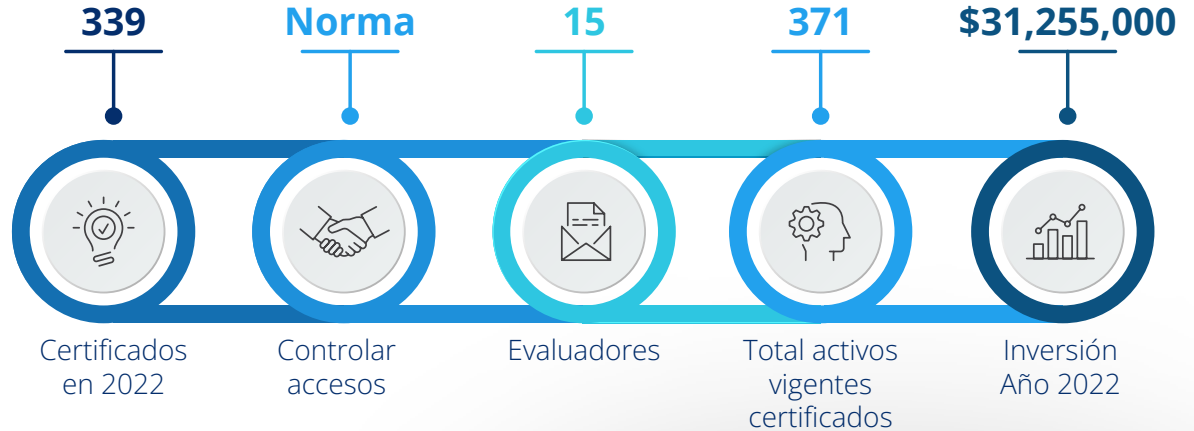 339
Certificados
en 2022
Norma
Controlar
accesos
15
Evaluadores
371
Total activos
vigentes
certificados
$31,255,000
Inversión
Año 2022